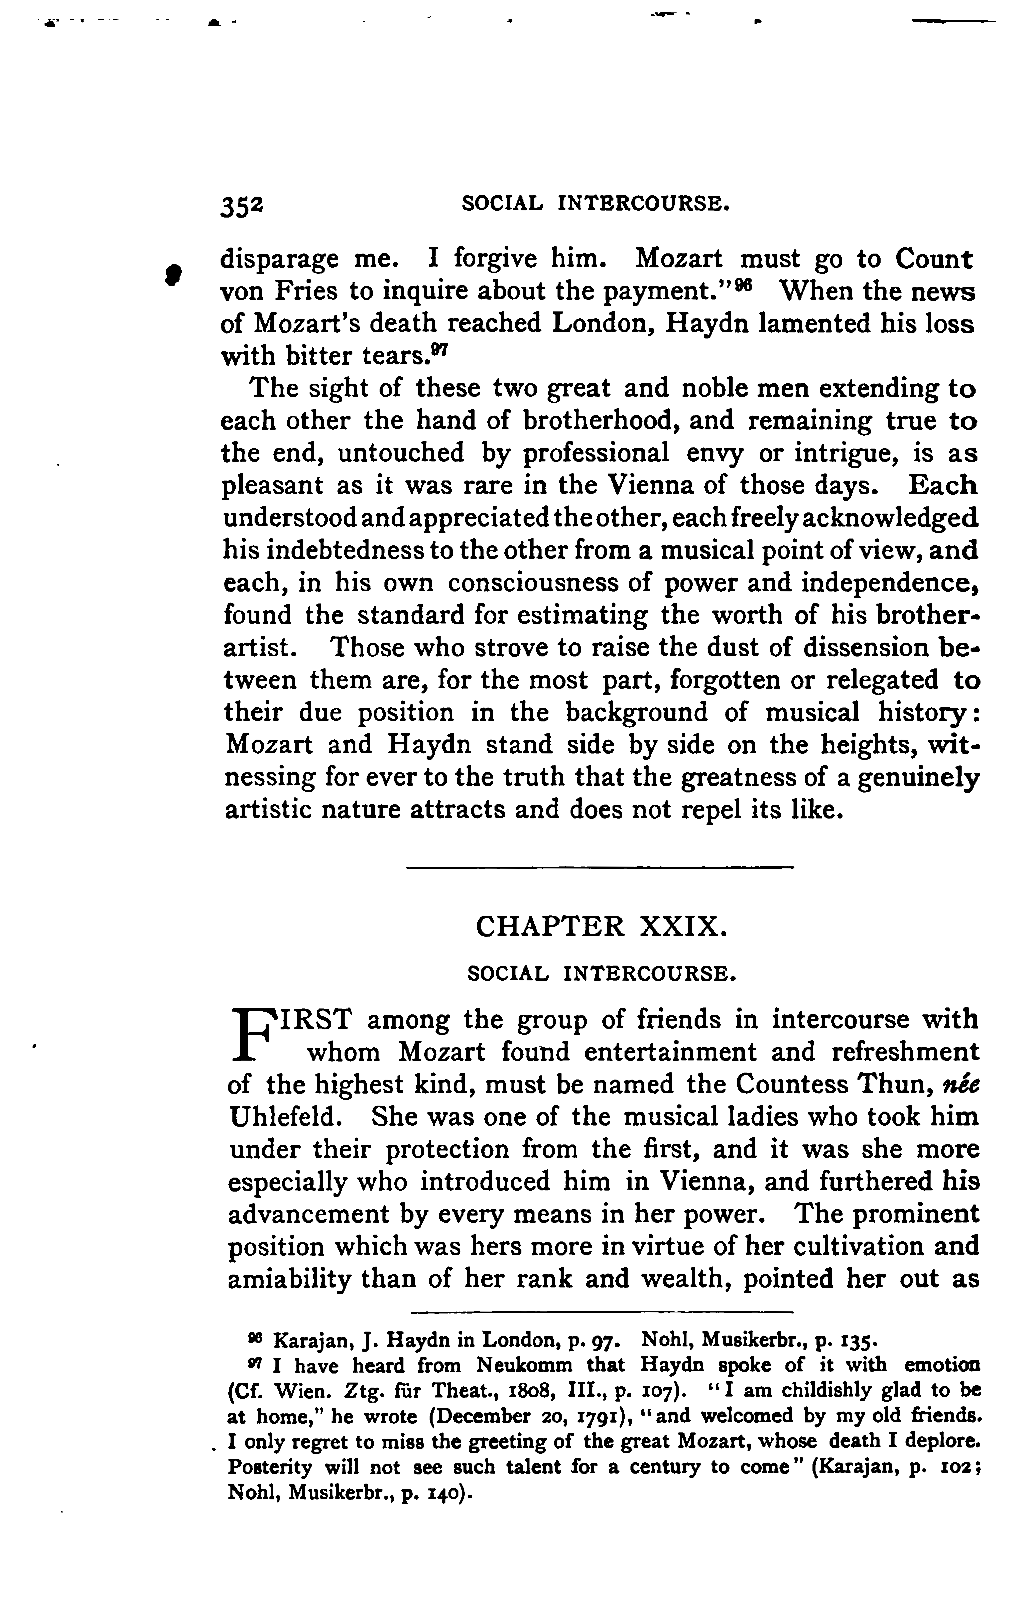 352 SOCIAL INTERCOURSE.
disparage me. I forgive him. Mozart must go to Count
von Fries to inquire about the payment."⁹⁶ When the news
of Mozart's death reached London, Haydn lamented his loss
with bitter tears.⁹⁷
The sight of these two great and noble men extending to
each other the hand of brotherhood, and remaining true to
the end, untouched by professional envy or intrigue, is as
pleasant as it was rare in the Vienna of those days. Each
understood and appreciated the other, each freely acknowledged
his indebtedness to the other from a musical point of view, and
each, in his own consciousness of power and independence,
found the standard for estimating the worth of his brother-
artist. Those who strove to raise the dust of dissension be-
tween them are, for the most part, forgotten or relegated to
their due position in the background of musical history:
Mozart and Haydn stand side by side on the heights, wit-
nessing for ever to the truth that the greatness of a genuinely
artistic nature attracts and does not repel its like.
CHAPTER XXIX.
SOCIAL INTERCOURSE.
FIRST among the group of friends in intercourse with
whom Mozart found entertainment and refreshment
of the highest kind, must be named the Countess Thun, née
Uhlefeld. She was one of the musical ladies who took him
under their protection from the first, and it was she more
especially who introduced him in Vienna, and furthered his
advancement by every means in her power. The prominent
position which was hers more in virtue of her cultivation and
amiability than of her rank and wealth, pointed her out as
⁹⁶ Karajan, J. Haydn in London, p. 97. Nohl, Musikerbr., p. 135.
⁹⁷ I have heard from Neukomm that Haydn spoke of it with emotion
(Cf. Wien. Ztg. für Theat., 1808, III., p. 107). "I am childishly glad to be
at home," he wrote (December 20, 1791), "and welcomed by my old friends.
I only regret to miss the greeting of the great Mozart, whose death I deplore.
Posterity will not see such talent for a century to come" (Karajan, p. 102;
Nohl, Musikerbr., p. 140).